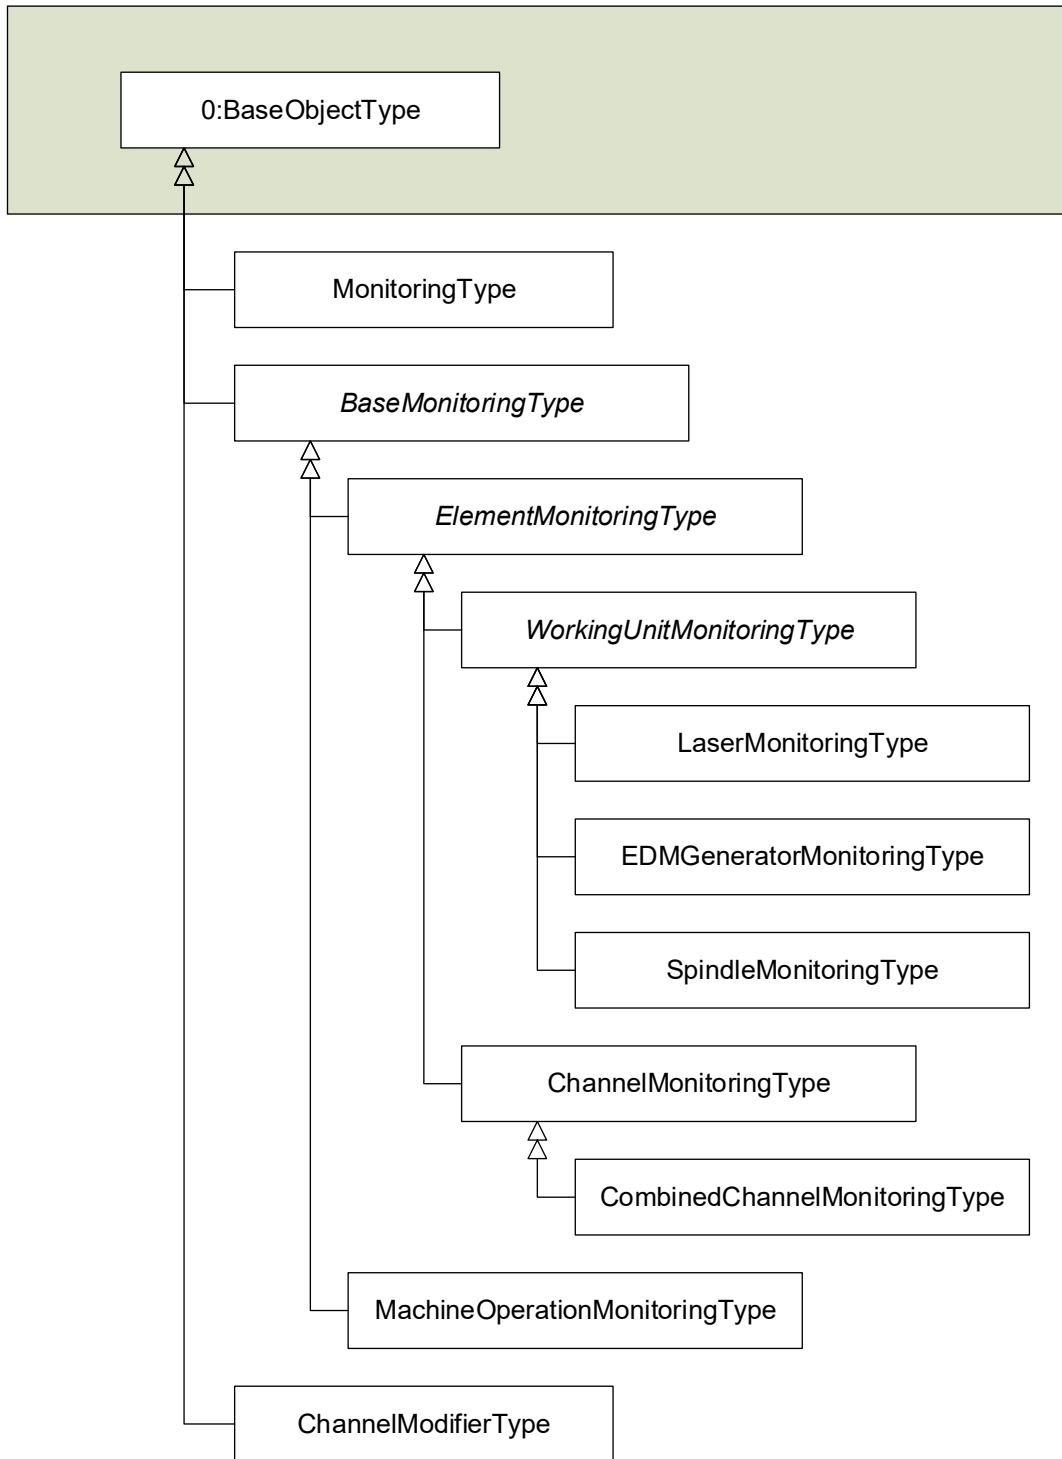 0:BaseObjectType
MonitoringType
BaseMonitoringType
ElementMonitoringType
WorkingUnitMonitoringType
LaserMonitoringType
EDMGeneratorMonitoringType
SpindleMonitoringType
ChannelMonitoringType
CombinedChannelMonitoringType
MachineOperationMonitoringType
ChannelModifierType